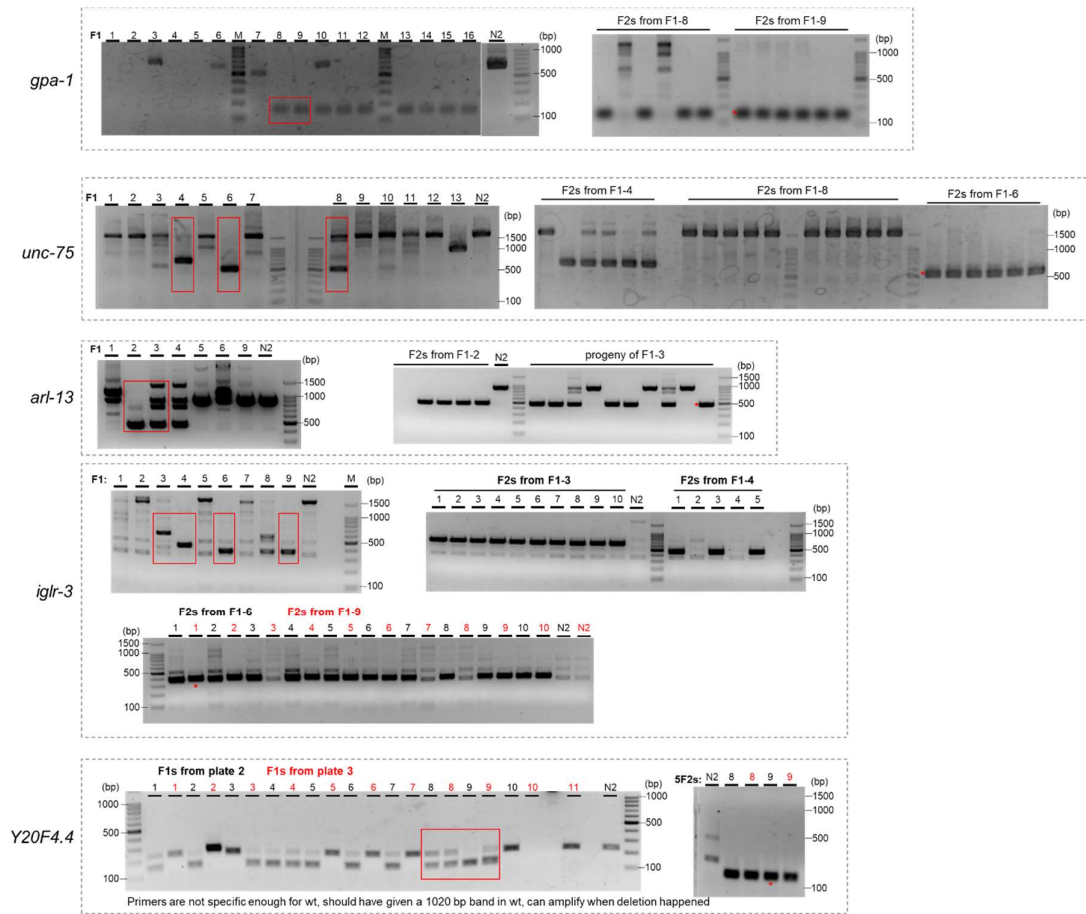 F1 1 2 3 4 5 6 M 7 8 9 10 11 12 M 13 14 15 16 N2 (bp)
1000
500
100
gpa-1
F2s from F1-8 F2s from F1-9
(bp)
1000
500
100
F1 1 2 3 4 5 6 7 8 9 10 11 12 13 N2
(bp)
1500
1000
500
100
unc-75
F2s from F1-4 F2s from F1-8 F2s from F1-6
(bp)
1500
1000
500
100
F1 1 2 3 4 5 6 9 N2
(bp)
1500
1000
500
100
arl-13
F2s from F1-2 N2 progeny of F1-3
(bp)
1500
1000
500
100
F1: 1 2 3 4 5 6 7 8 9 N2 M (bp)
1500
1000
500
100
iglr-3
F2s from F1-3 F2s from F1-4
1 2 3 4 5 6 7 8 9 10 N2 1 2 3 4 5
(bp)
1500
1000
500
100
F2s from F1-6 F2s from F1-9
(bp) 1 1 2 2 3 3 4 4 5 5 6 6 7 7 8 8 9 9 10 10 N2 N2
1500
1000
500
100
F1s from plate 2 F1s from plate 3
(bp) 1 1 2 2 3 3 4 4 5 5 6 6 7 7 8 8 9 9 10 10 11 N2 (bp)
1000 1000
500 500
100 100
Y20F4.4
5F2s: N2 8 8 9 9 (bp)
1000
500
100
Primers are not specific enough for wt, should have given a 1020 bp band in wt, can amplify when deletion happened